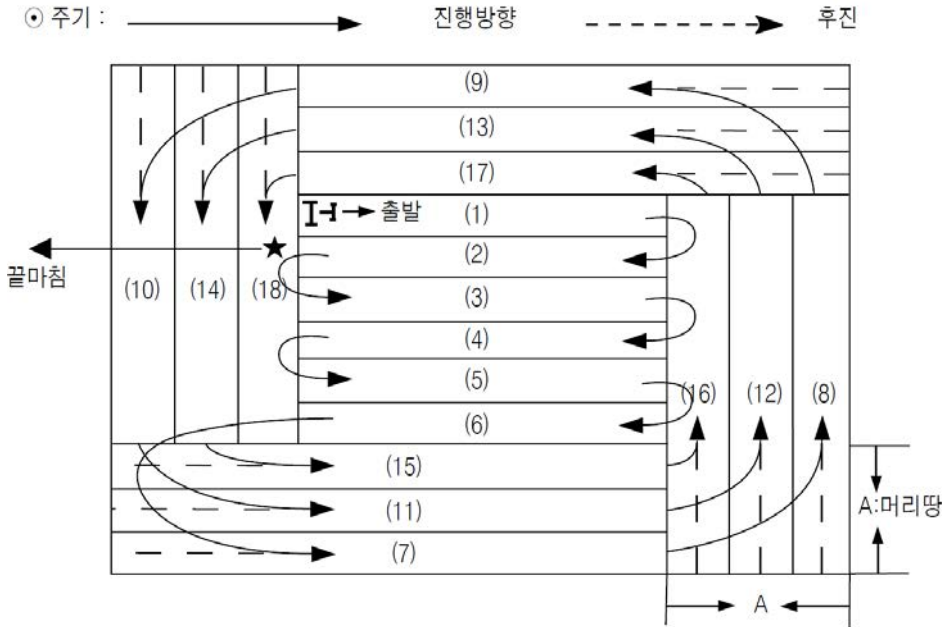 ⊙ 주기 : 진행방향 후진
(9)
(13)
(17)
출발 (1)
(2)
끝마침
(10) (14) (18) (3)
(4)
(5)
(16) (12) (8)
(6)
(15)
A:머리땅
(11)
(7)
A